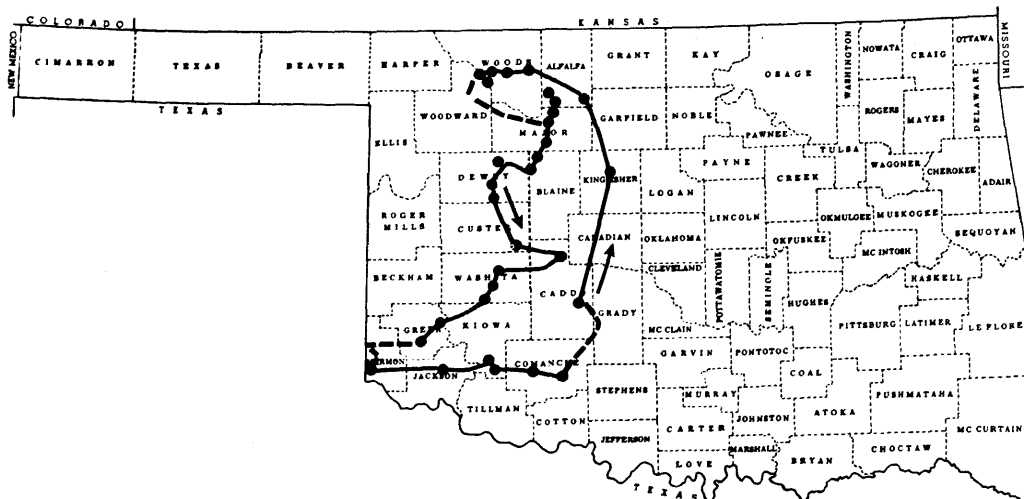 COLORADO
KANSAS
NEW MEXICO
MISSOURI
CIMARRON
TEXAS
BEAVER
HARPER
WOODS
ALFALFA
GRANT
KAY
OSAGE
WASHINGTON
NOWATA
CRAIG
OTTAWA
TEXAS
WOODWARD
MAJOR
GARFIELD
NOBLE
PAWNEE
ROGERS
MAYES
DELAWARE
ELLIS
DEWEY
BLAINE
KINGFISHER
LOGAN
PAYNE
CREEK
TULSA
WAGONER
CHEROKEE
ADAIR
ROGER
MILLS
CUSTER
CANADIAN
OKLAHOMA
LINCOLN
OKFUSKEE
OKMULGEE
MUSKOGEE
MCINTOSH
SEQUOYAH
BECKHAM
WASHITA
CADDO
GRADY
CLEVELAND
MC CLAIN
POTTAWATOMIE
SEMINOLE
HUGHES
PITTSBURG
HASKELL
LATIMER
LE FLORE
GREER
KIOWA
HARMON
JACKSON
COMANCHE
STEPHENS
GARVIN
PONTOTOC
COAL
MURRAY
JOHNSTON
ATOKA
PUSHMATAHA
MC CURTAIN
TILLMAN
COTTON
JEFFERSON
CARTER
LOVE
MARSHALL
BRYAN
CHOCTAW
TEXAS